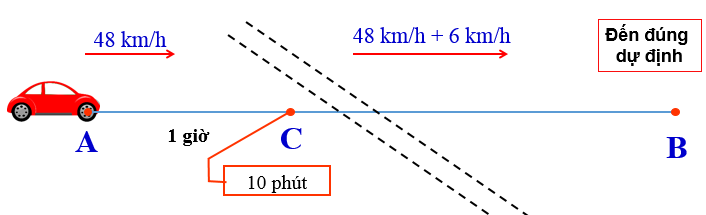 48 km/h
48 km/h + 6 km/h
Đến đúng
dự định
A
1 giờ
C
B
10 phút